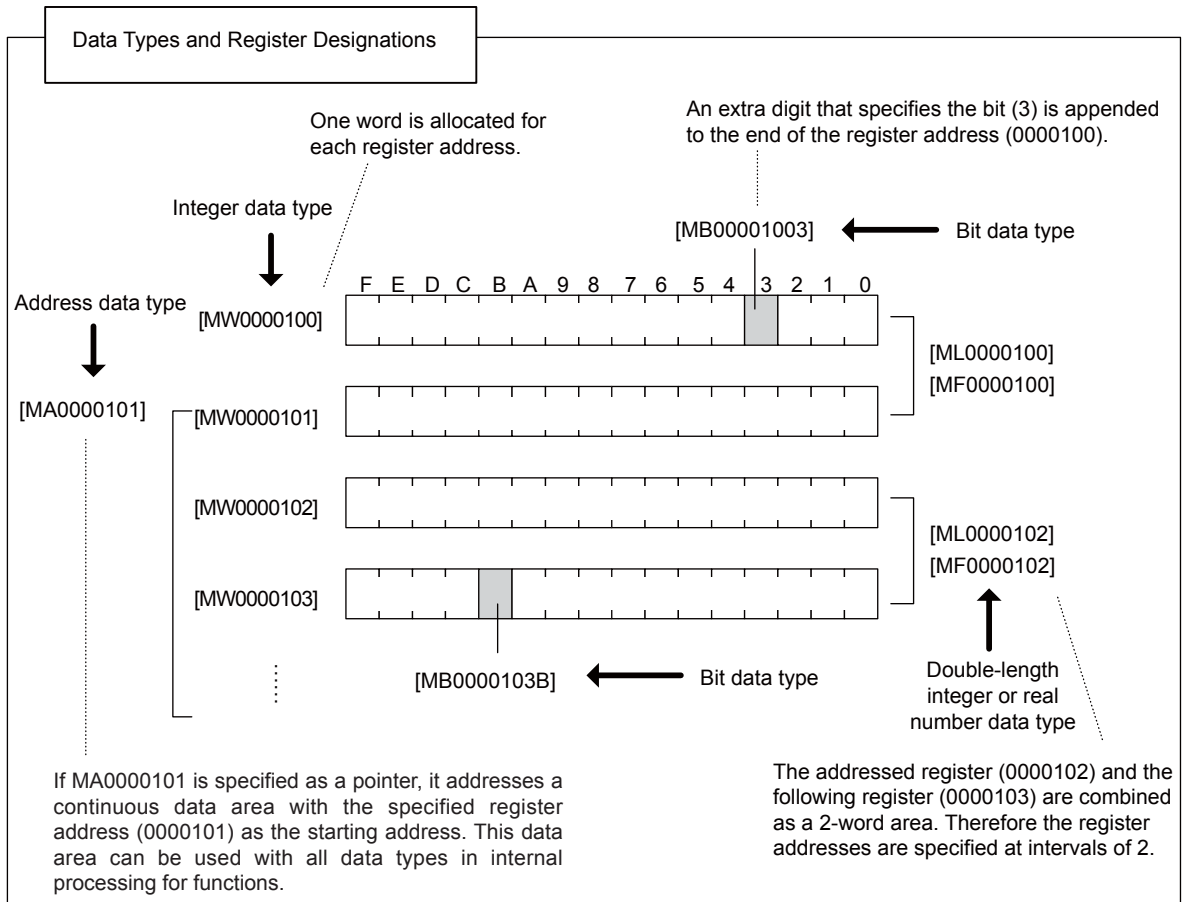 Data Types and Register Designations
One word is allocated for
each register address.
An extra digit that specifies the bit (3) is appended
to the end of the register address (0000100).
Integer data type
[MB00001003]
Bit data type
F E D C B A 9 8 7 6 5 4 3 2 1 0
Address data type
[MW0000100]
[ML0000100]
[MF0000100]
[MA0000101]
[MW0000101]
[MW0000102]
[ML0000102]
[MF0000102]
[MW0000103]
[MB0000103B]
Bit data type
Double-length
integer or real
number data type
If MA0000101 is specified as a pointer, it addresses a
continuous data area with the specified register
address (0000101) as the starting address. This data
area can be used with all data types in internal
processing for functions.
The addressed register (0000102) and the
following register (0000103) are combined
as a 2-word area. Therefore the register
addresses are specified at intervals of 2.